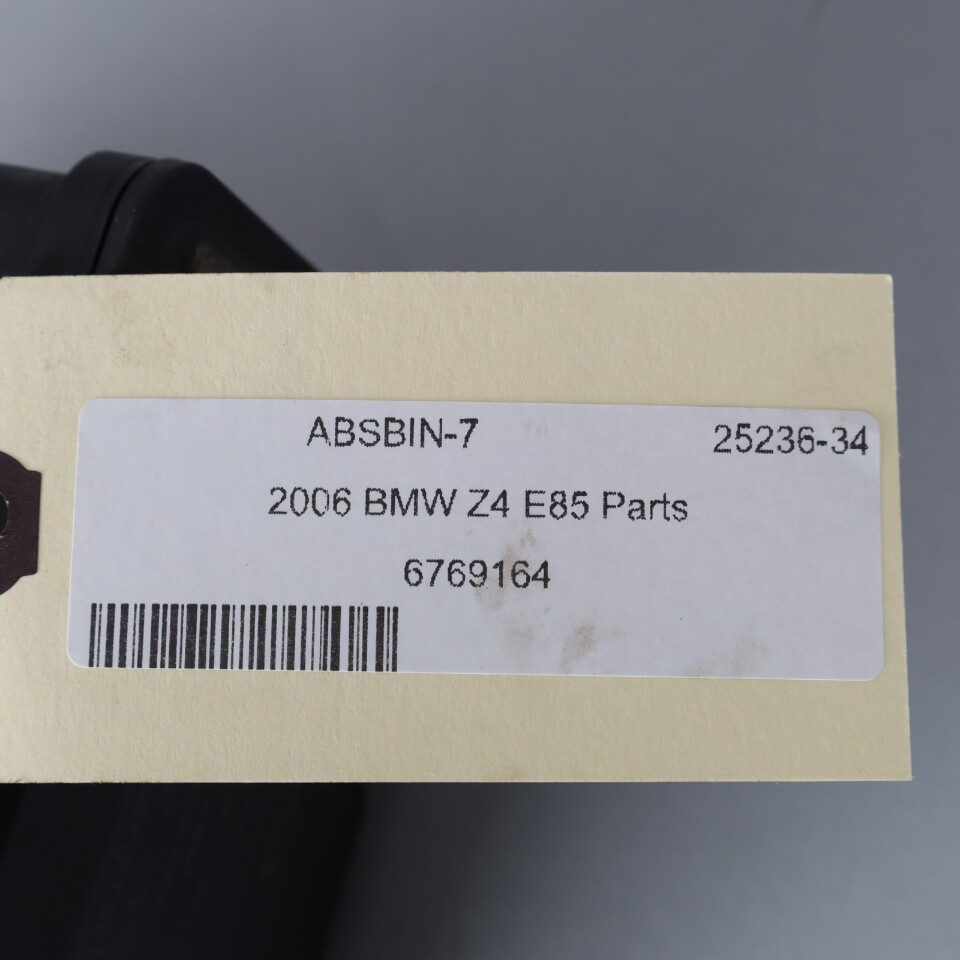 ABSBIN-7 25236-34
2006 BMW Z4 E85 Parts
6769164